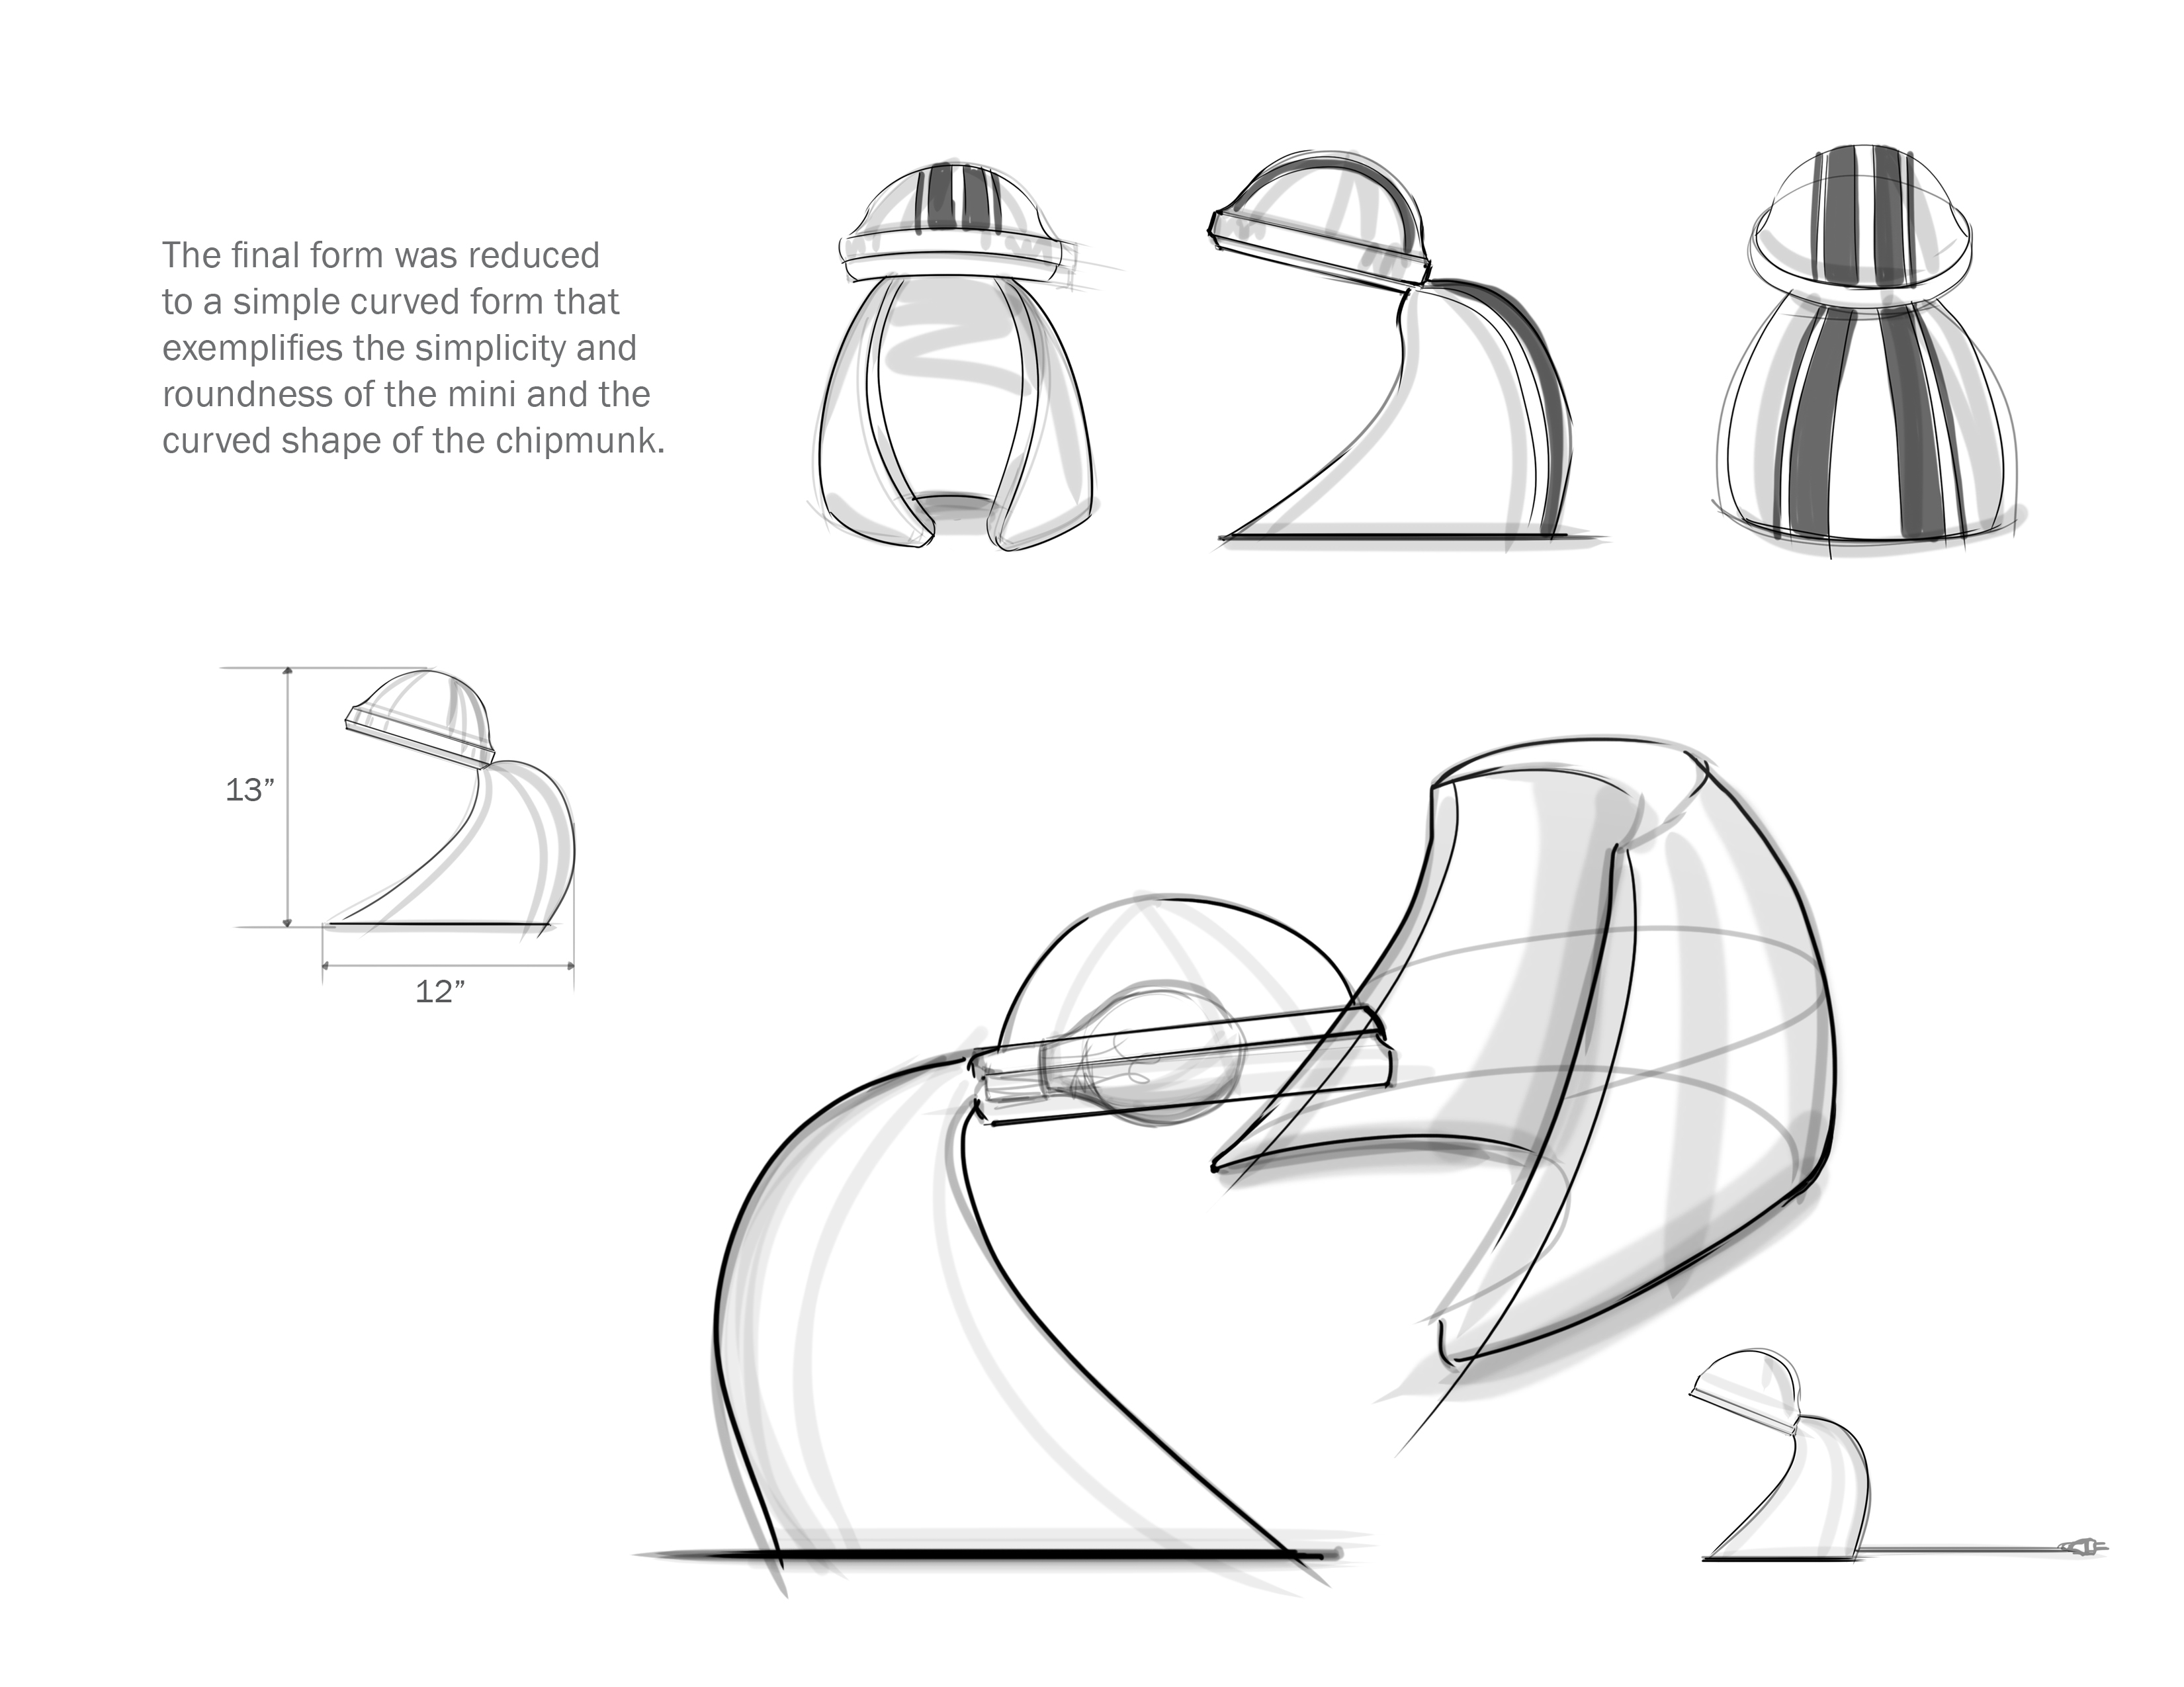 The final form was reduced
to a simple curved form that
exemplifies the simplicity and
roundness of the mini and the
curved shape of the chipmunk.
13”
12”